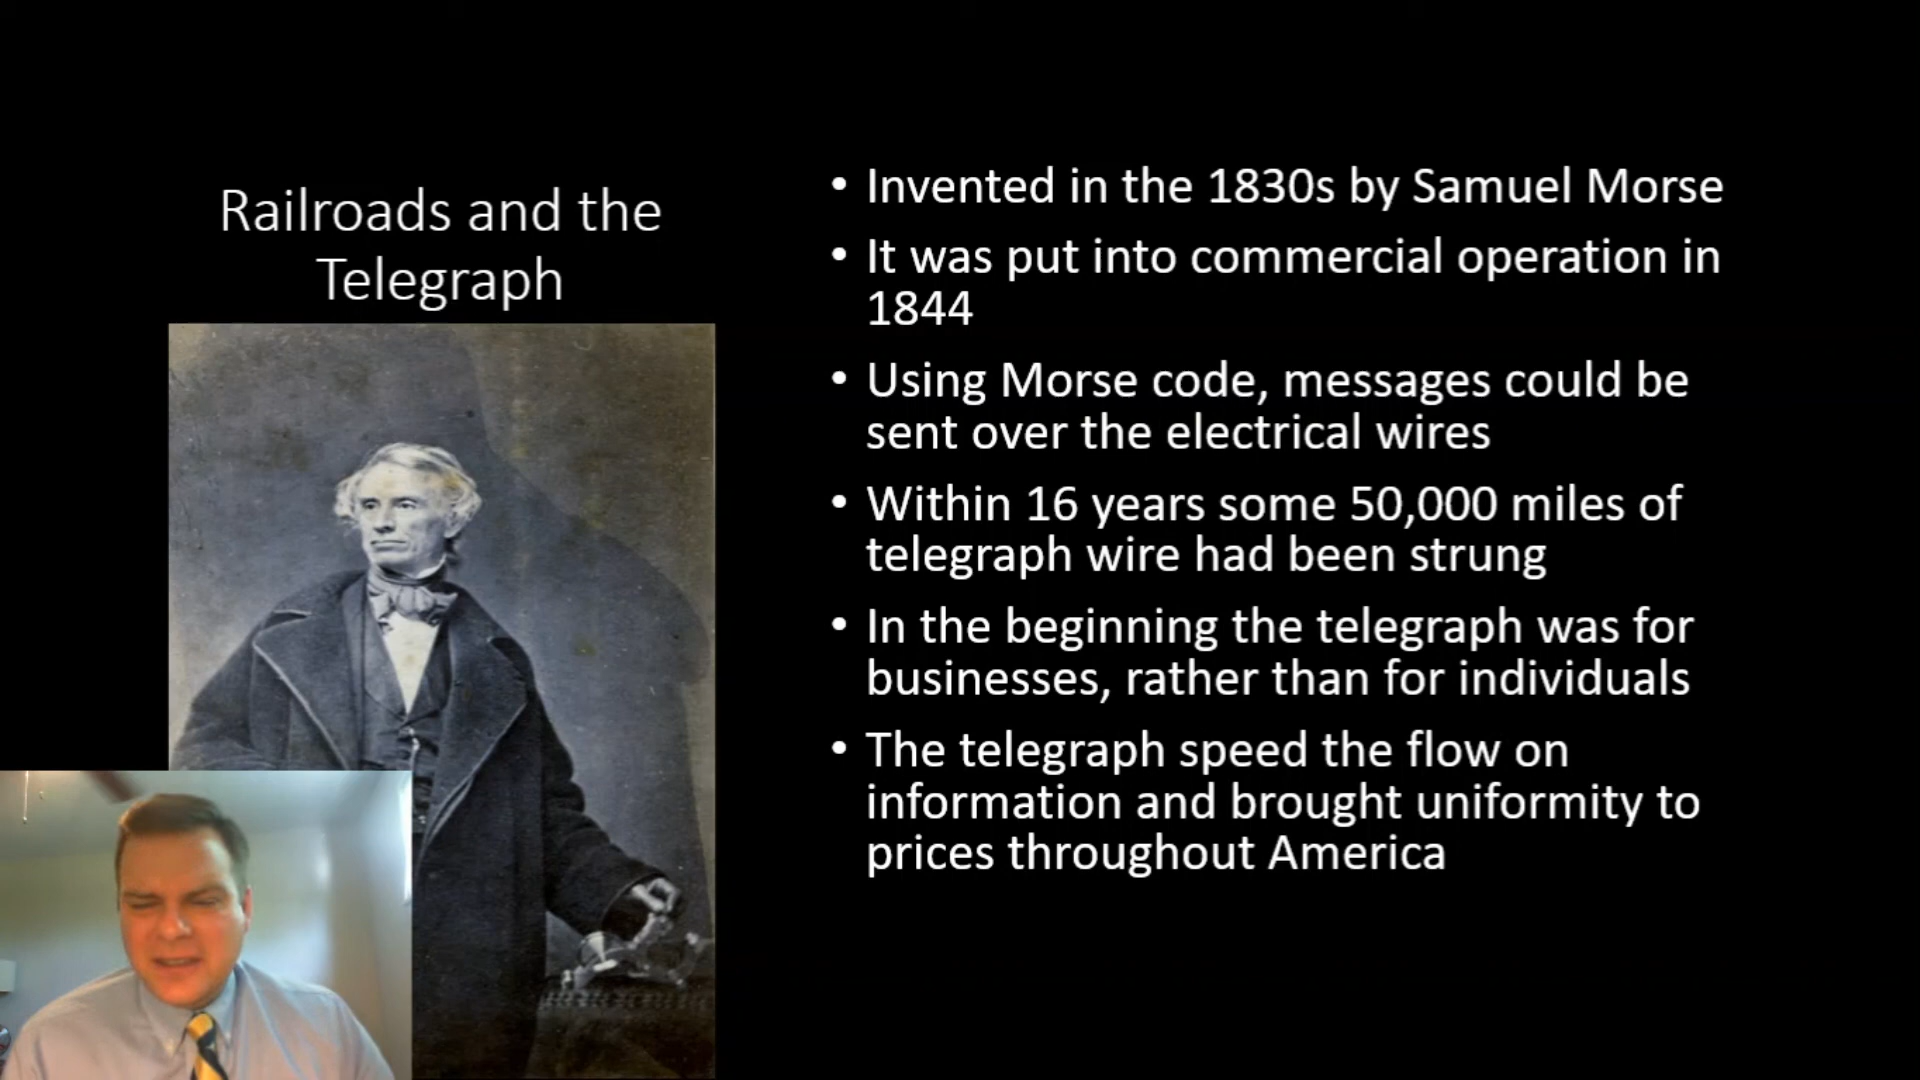 Railroads and the
Telegraph
• Invented in the 1830s by Samuel Morse
• It was put into commercial operation in
1844
• Using Morse code, messages could be
sent over the electrical wires
• Within 16 years some 50,000 miles of
telegraph wire had been strung
• In the beginning the telegraph was for
businesses, rather than for individuals
• The telegraph speed the flow on
information and brought uniformity to
prices throughout America